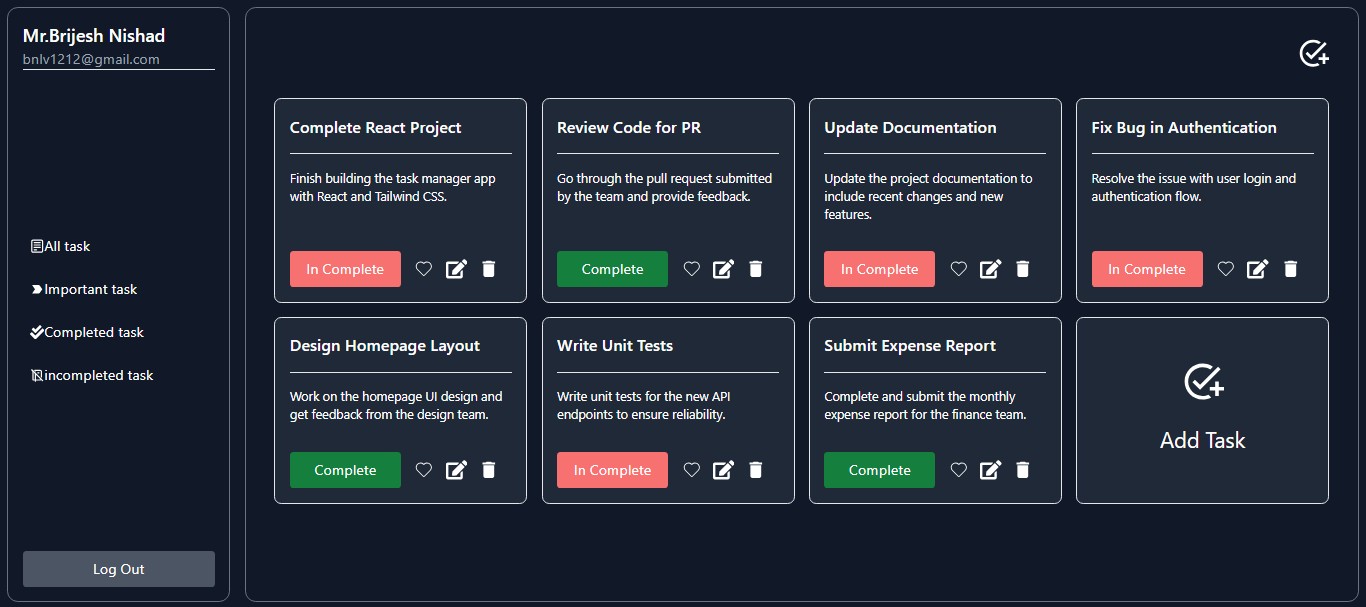 Mr.Brijesh Nishad
bnlv1212@gmail.com
All task
Important task
Completed task
incompleted task
Log Out
Complete React Project
Finish building the task manager app
with React and Tailwind CSS.
In Complete
Review Code for PR
Go through the pull request submitted
by the team and provide feedback.
Complete
Update Documentation
Update the project documentation to
include recent changes and new
features.
In Complete
Fix Bug in Authentication
Resolve the issue with user login and
authentication flow.
In Complete
Design Homepage Layout
Work on the homepage UI design and
get feedback from the design team.
Complete
Write Unit Tests
Write unit tests for the new API
endpoints to ensure reliability.
In Complete
Submit Expense Report
Complete and submit the monthly
expense report for the finance team.
Complete
Add Task